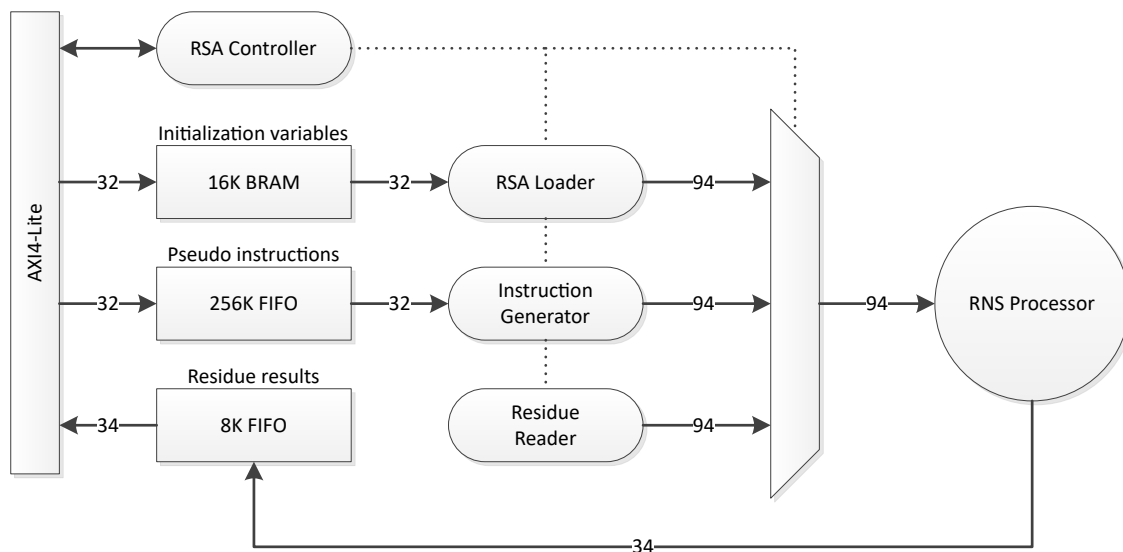 RSA Controller
Initialization variables
AXI4-Lite
32
16K BRAM
32
RSA Loader
94
Pseudo instructions
32
256K FIFO
32
Instruction
Generator
94
94
RNS Processor
Residue results
34
8K FIFO
Residue
Reader
94
34